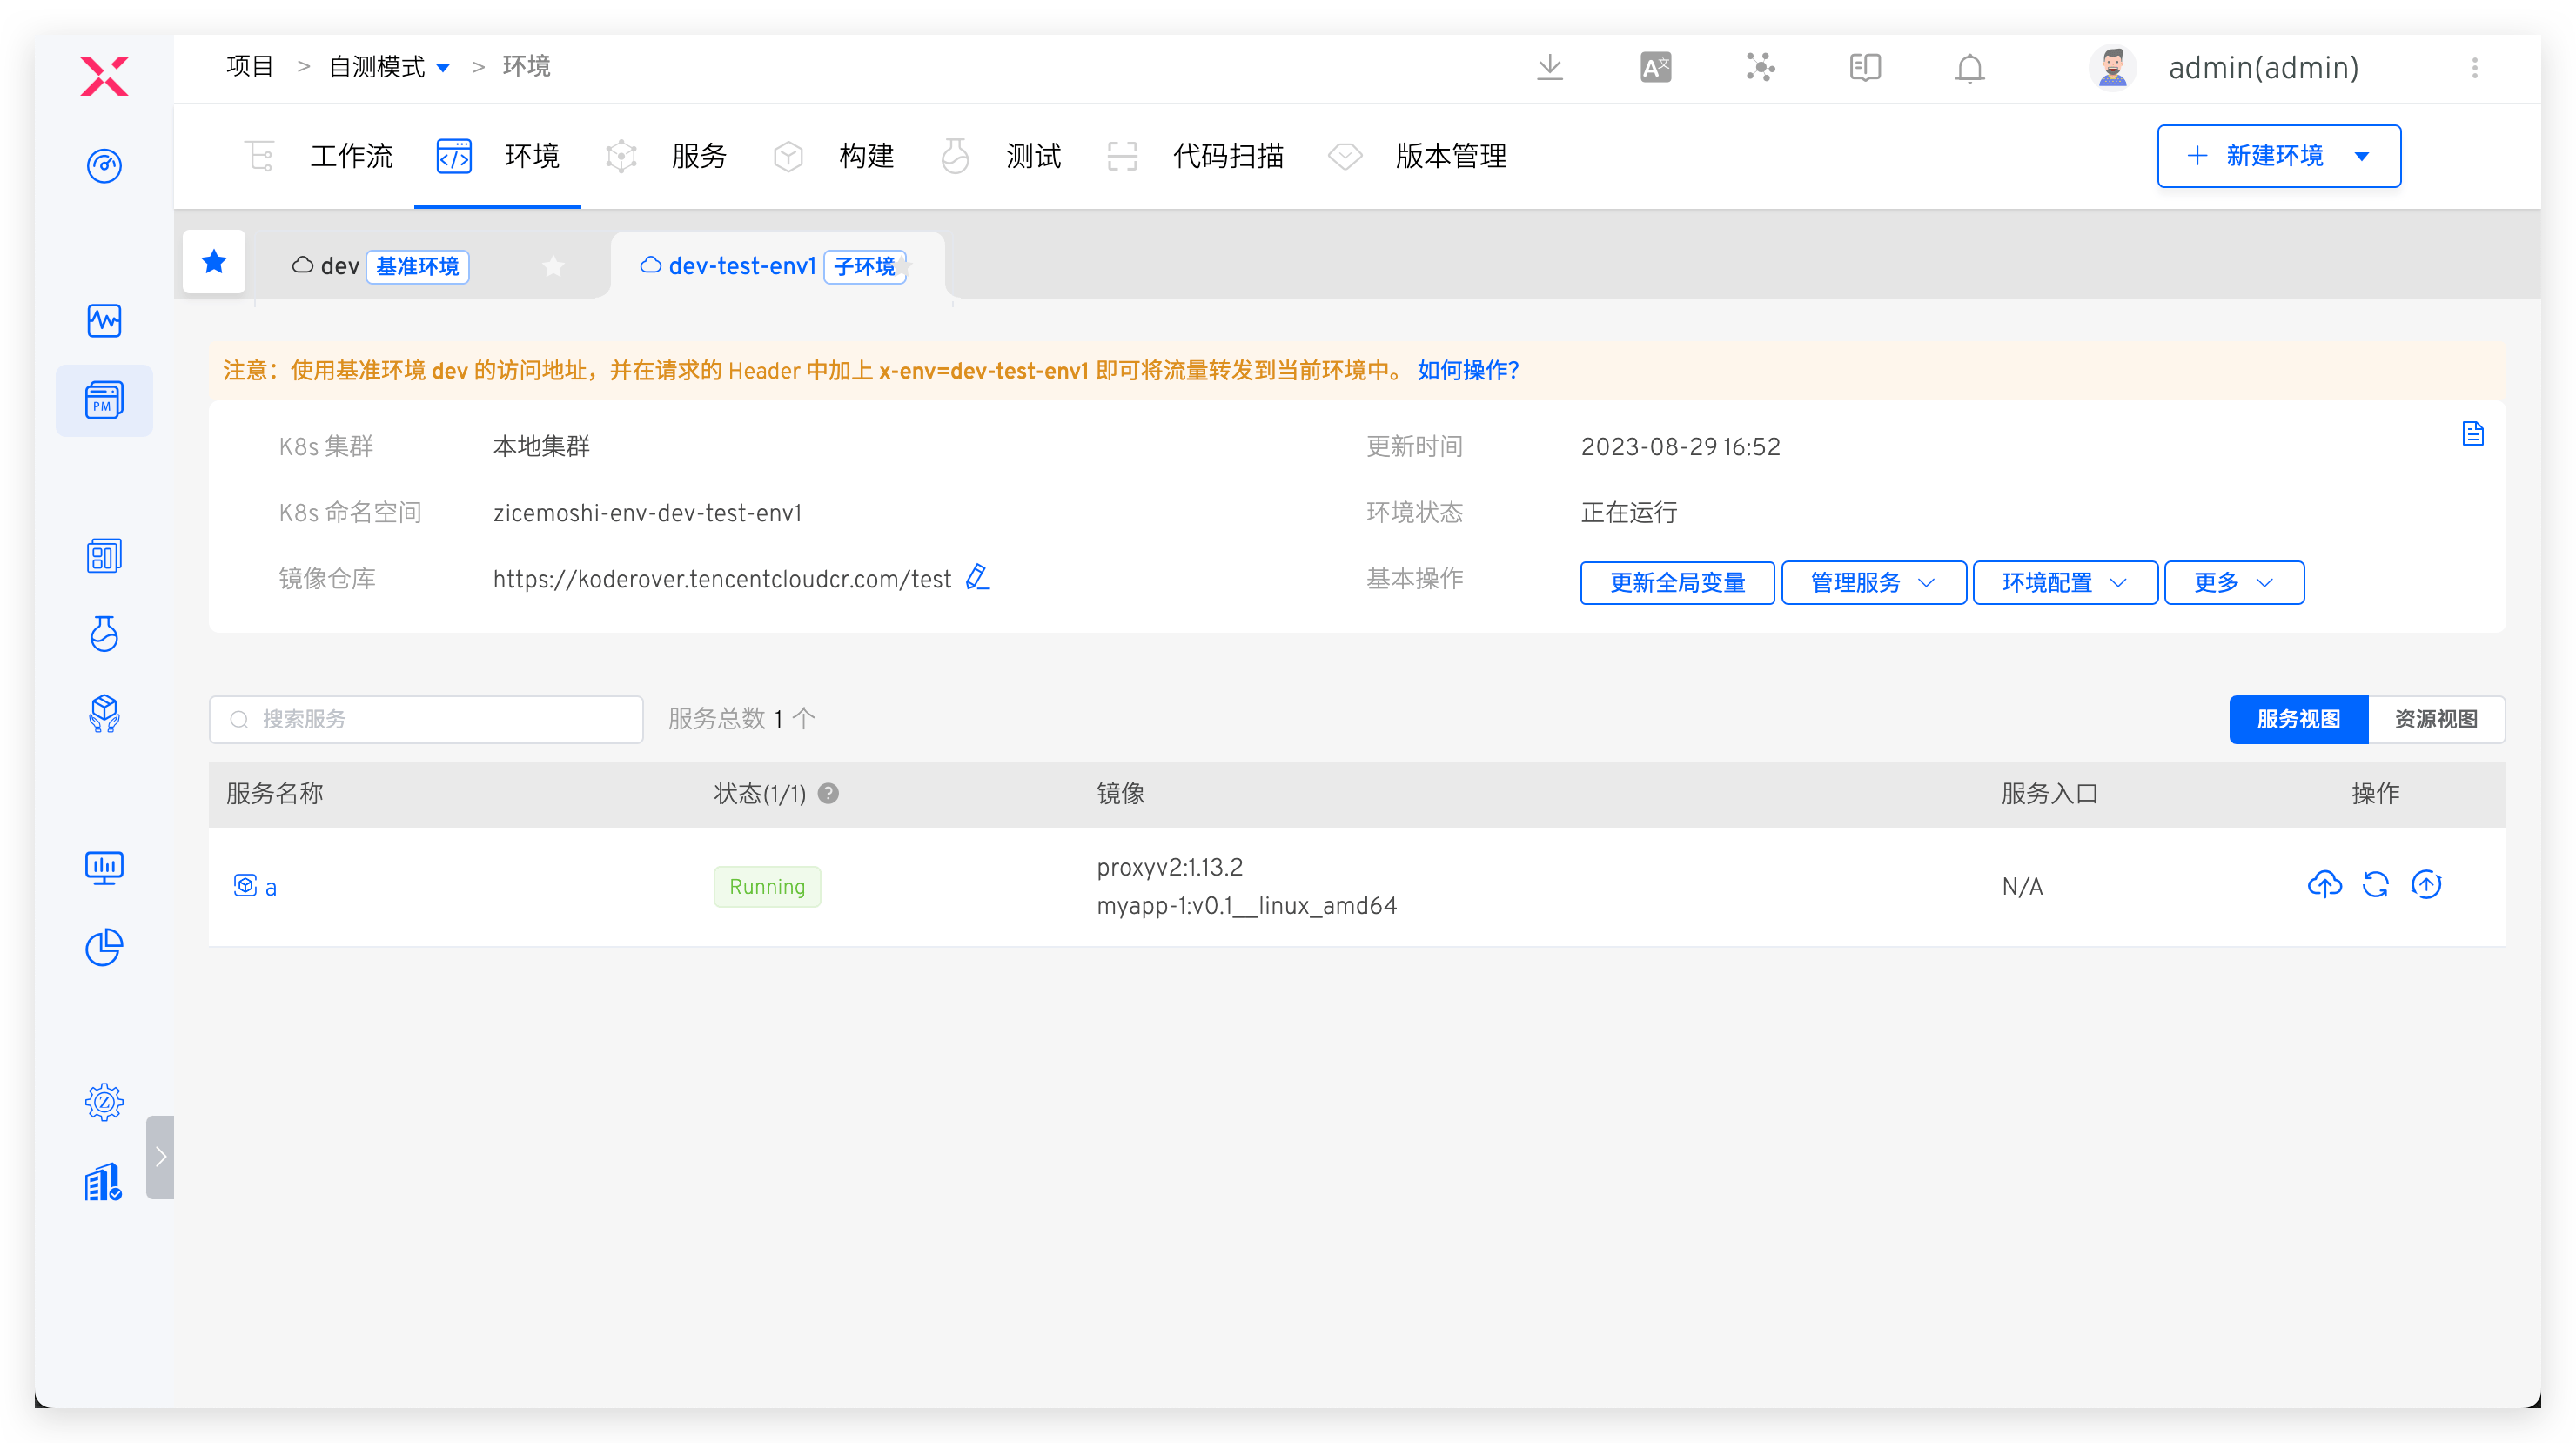 项目 > 自测模式 > 环境
admin(admin)
工作流 环境 服务 构建 测试 代码扫描 版本管理
新建环境
dev 基准环境 dev-test-env1 子环境
注意：使用基准环境 dev 的访问地址，并在请求的 Header 中加上 x-env=dev-test-env1 即可将流量转发到当前环境中。 如何操作？
K8s 集群 本地集群 更新时间 2023-08-29 16:52
PM
K8s 命名空间 zicemoshi-env-dev-test-env1 环境状态 正在运行
镜像仓库 https://koderover.tencentcloudcr.com/test 基本操作 更新全局变量 管理服务 环境配置 更多
搜索服务 服务总数 1 个 服务视图 资源视图
服务名称 状态(1/1) 镜像 服务入口 操作
a Running proxyv2:1.13.2 N/A
myapp-1:v0.1__linux_amd64